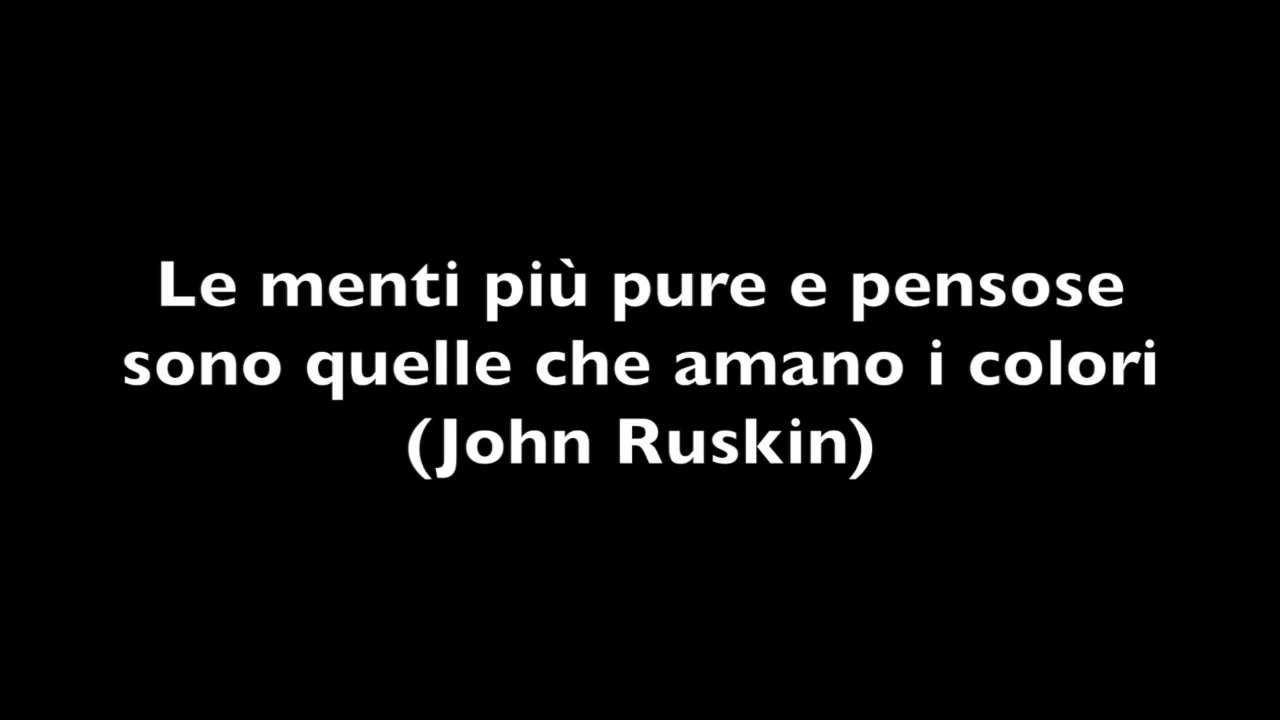 Le menti più pure e pensose
sono quelle che amano i colori
(John Ruskin)